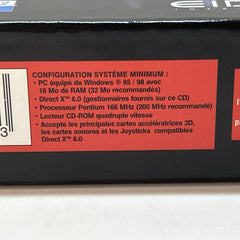 CONFIGURATION SYSTÈME MINIMUM :
• PC équipé de Windows ® 95 / 98 avec
16 Mo de RAM (32 Mo recommandés)
• Direct X™ 6.0 (gestionnaires fournis sur ce CD)
• Processeur Pentium 166 MHz (200 MHz recommandé)
• Lecteur CD-ROM quadruple vitesse
• Accepte les principales cartes accélératrices 3D,
les cartes sonores et les Joysticks compatibles
Direct X™ 6.0
3